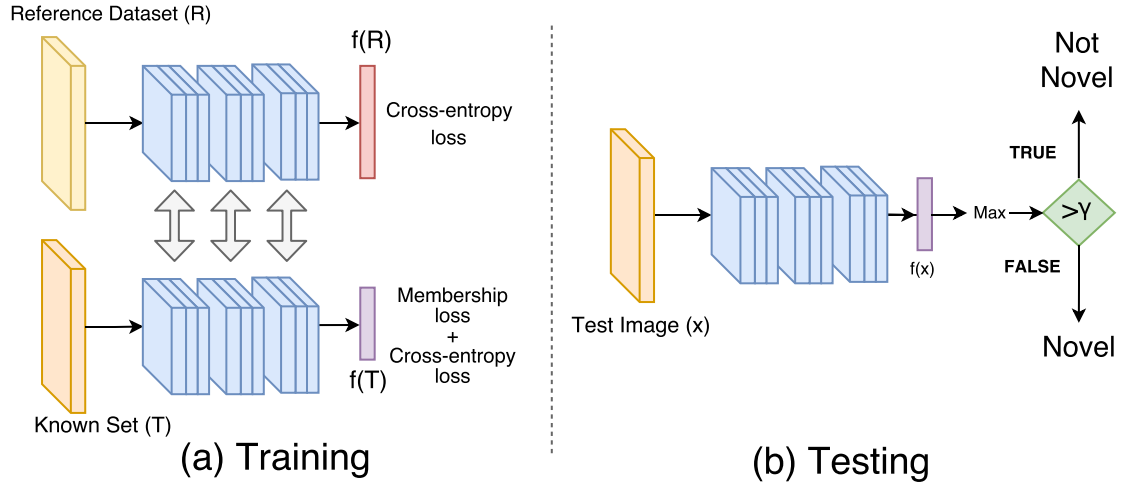 Reference Dataset (R)
f(R)
Cross-entropy
loss
Membership
loss
+
Cross-entropy
loss
f(T)
Known Set (T)
(a) Training
Not
Novel
TRUE
>γ
Max
f(x)
FALSE
Test Image (x)
Novel
(b) Testing